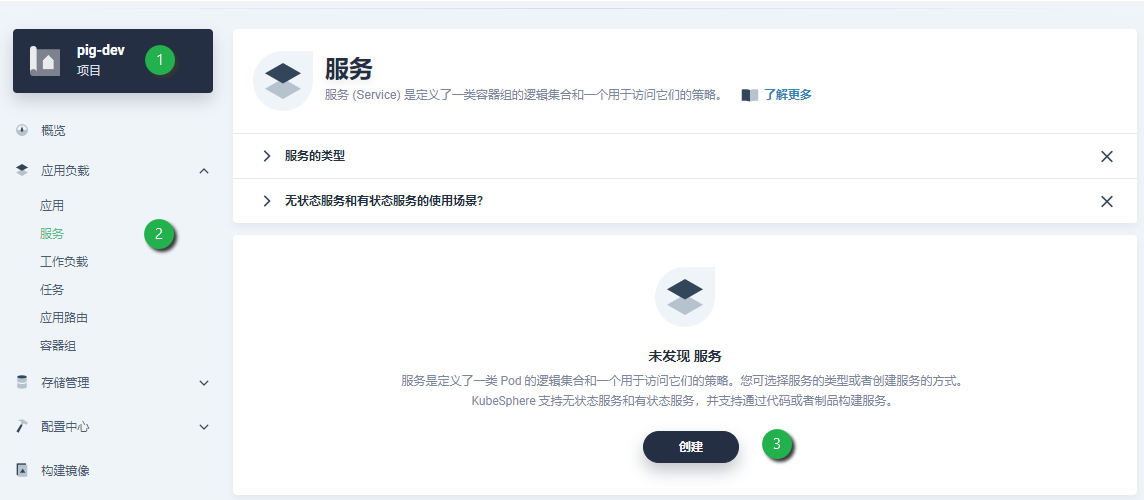 pig-dev
项目
1
概览
应用负载
应用
服务
2
工作负载
任务
应用路由
容器组
存储管理
配置中心
构建镜像
服务
服务 (Service) 是定义了一类容器组的逻辑集合和一个用于访问它们的策略。 了解更多
服务的类型
无状态服务和有状态服务的使用场景?
未发现 服务
服务是定义了一类 Pod 的逻辑集合和一个用于访问它们的策略。您可选择服务的类型或者创建服务的方式。
KubeSphere 支持无状态服务和有状态服务，并支持通过代码或者制品构建服务。
创建
3